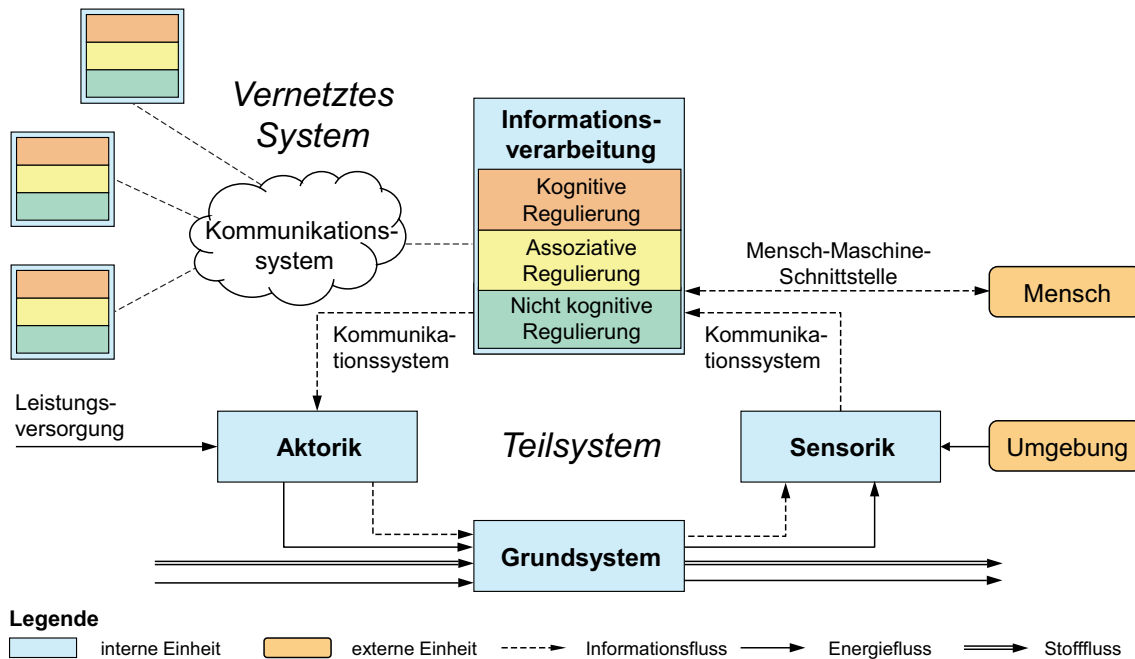 Vernetztes
System
Informations-
verarbeitung
Kognitive
Regulierung
Kommunikations-
system
Assoziative
Regulierung
Mensch-Maschine-
Schnittstelle
Mensch
Nicht kognitive
Regulierung
Kommunika-
tionssystem
Kommunika-
tionssystem
Leistungs-
versorgung
Aktorik
Teilsystem
Sensorik
Umgebung
Grundsystem
Legende
interne Einheit
externe Einheit
Informationsfluss
Energiefluss
Stofffluss